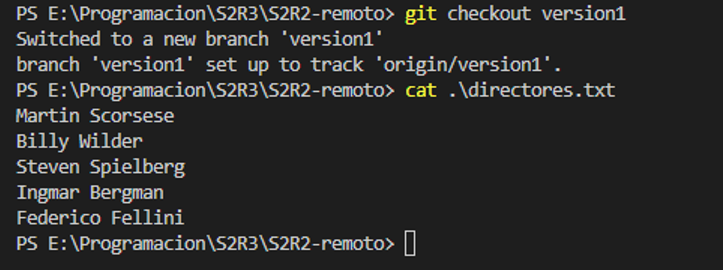 PS E:\Programacion\S2R3\S2R2-remoto> git checkout version1
Switched to a new branch 'version1'
branch 'version1' set up to track 'origin/version1'.
PS E:\Programacion\S2R3\S2R2-remoto> cat .\directores.txt
Martin Scorsese
Billy Wilder
Steven Spielberg
Ingmar Bergman
Federico Fellini
PS E:\Programacion\S2R3\S2R2-remoto>